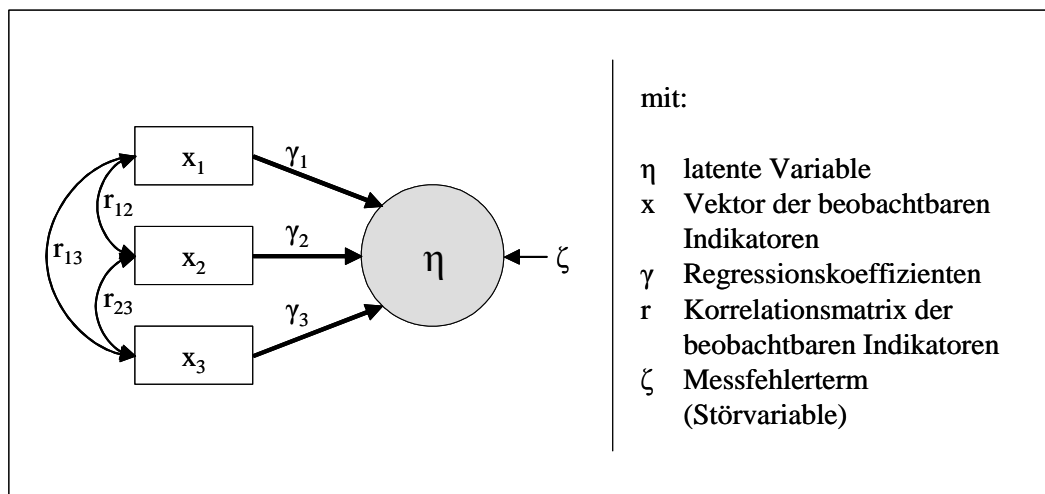 x₁
x₂
x₃
r₁₂
r₁₃
r₂₃
γ₁
γ₂
γ₃
η
ζ
mit:
η latente Variable
x Vektor der beobachtbaren
Indikatoren
γ Regressionskoeffizienten
r Korrelationsmatrix der
beobachtbaren Indikatoren
ζ Messfehlerterm
(Störvariable)